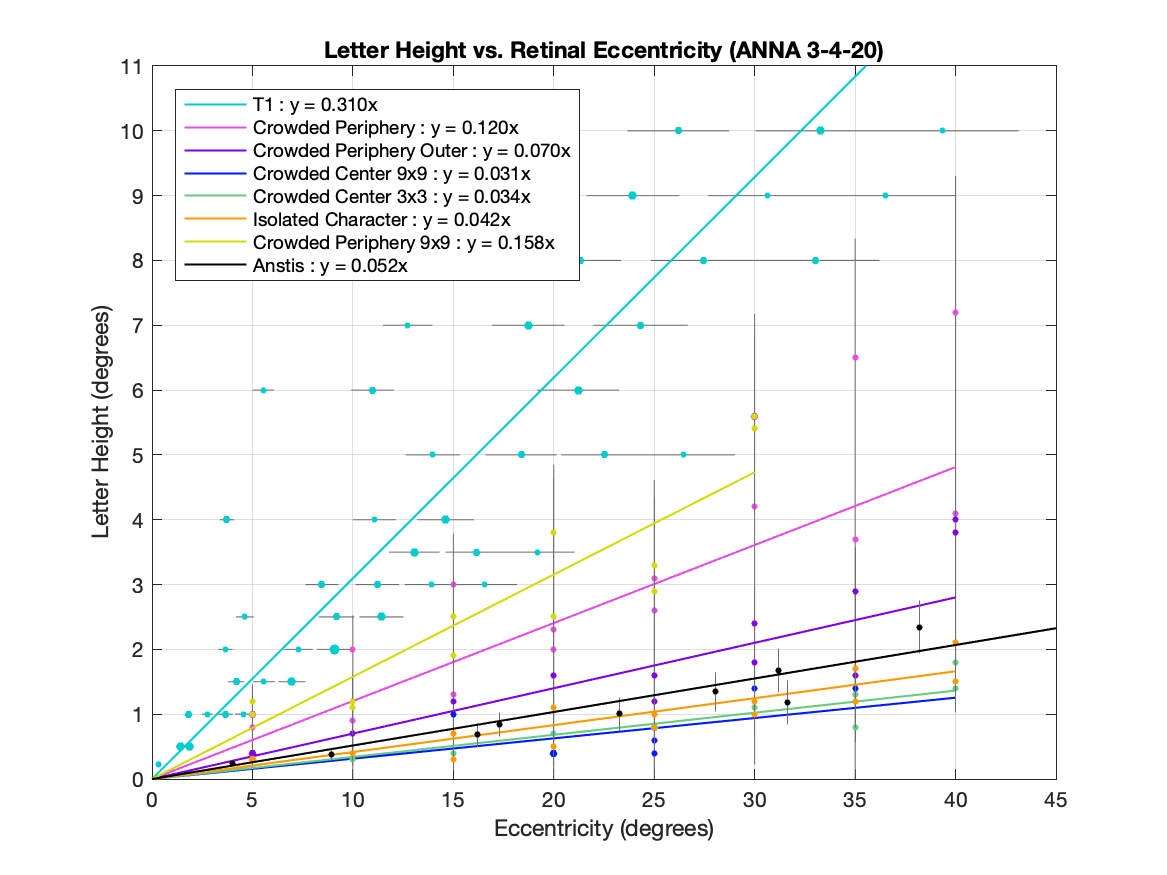 Letter Height vs. Retinal Eccentricity (ANNA 3-4-20)
T1 : y = 0.310x
Crowded Periphery : y = 0.120x
Crowded Periphery Outer : y = 0.070x
Crowded Center 9x9 : y = 0.031x
Crowded Center 3x3 : y = 0.034x
Isolated Character : y = 0.042x
Crowded Periphery 9x9 : y = 0.158x
Anstis : y = 0.052x
Letter Height (degrees)
11
10
9
8
7
6
5
4
3
2
1
0
0 5 10 15 20 25 30 35 40 45
Eccentricity (degrees)